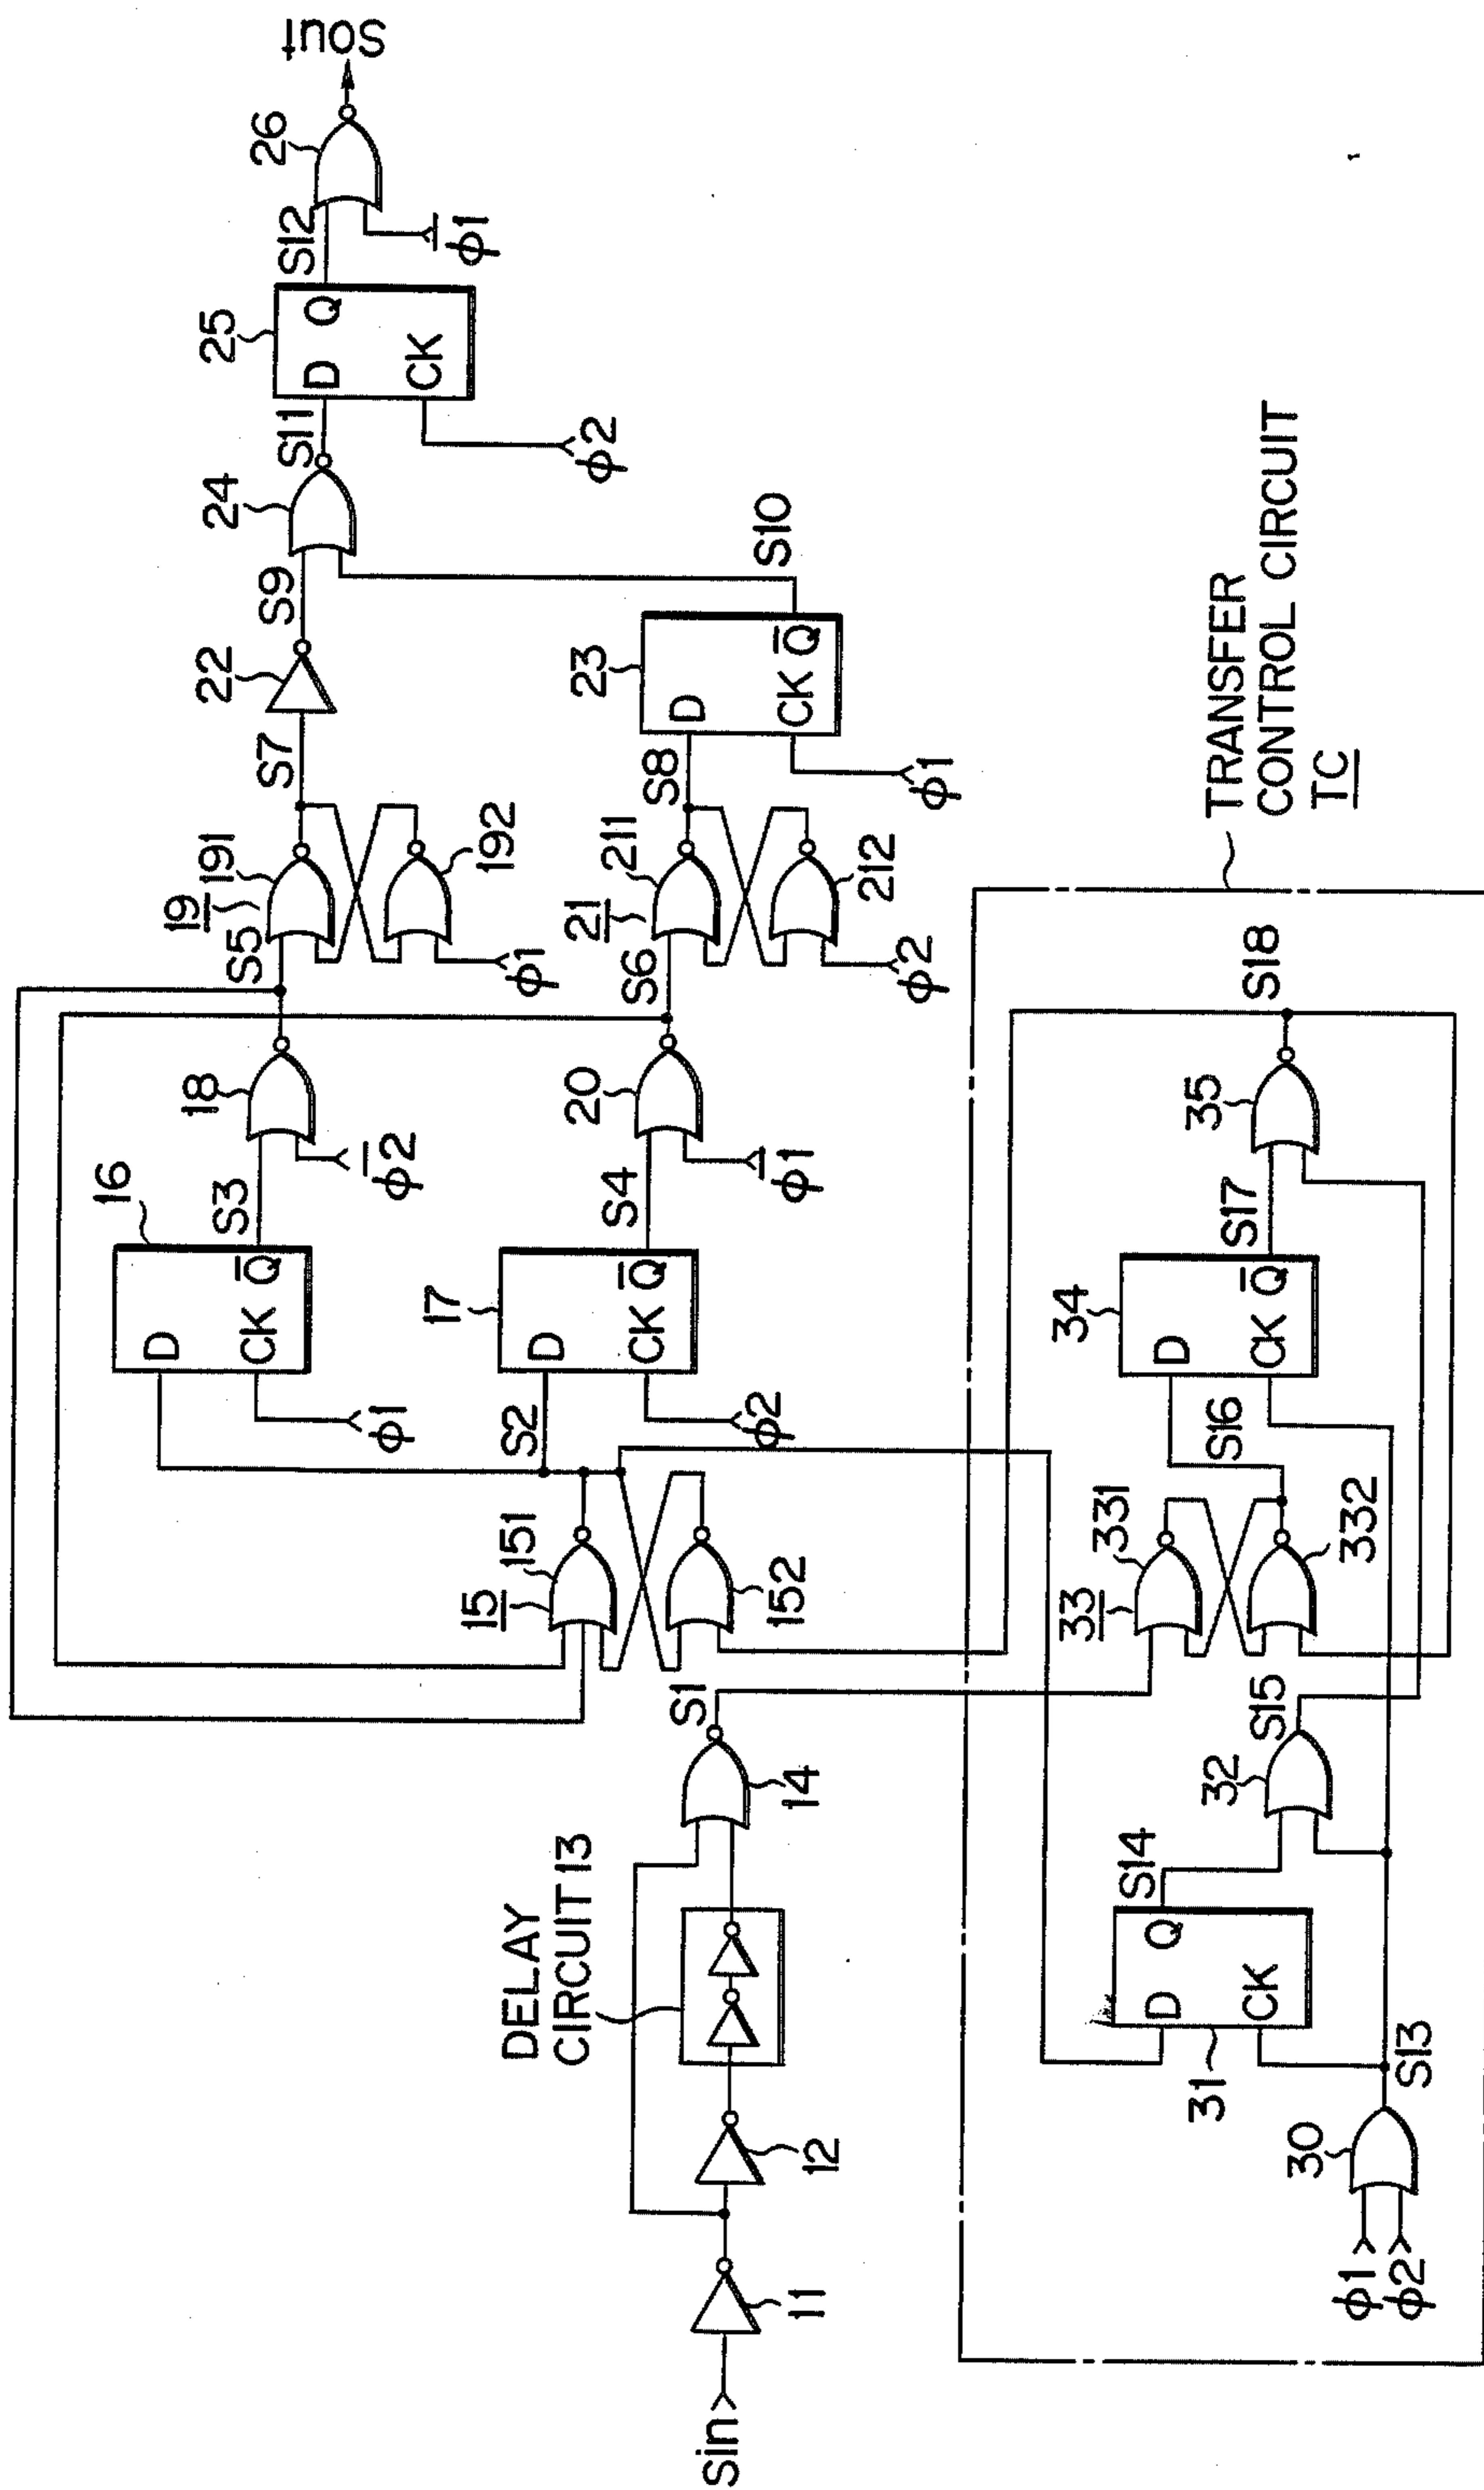 Sin
11
12
DELAY
CIRCUIT 13
14
S1
15
151
152
S2
16
D
CK Q̅
ϕ1
17
D
CK Q̅
ϕ2
S3
18
ϕ̅2
S4
20
ϕ̅1
S5
19
191
192
ϕ1
S6
21
211
212
ϕ2
S7
22
S8
23
D
CK Q̅
ϕ1
S9
24
S10
S11
25
D Q
CK
ϕ2
S12
26
ϕ̅1
Sout
ϕ1
ϕ2
30
S13
31
D Q
CK
S14
32
S15
33
331
332
S16
34
D
CK Q̅
S17
35
S18
TRANSFER
CONTROL CIRCUIT
TC